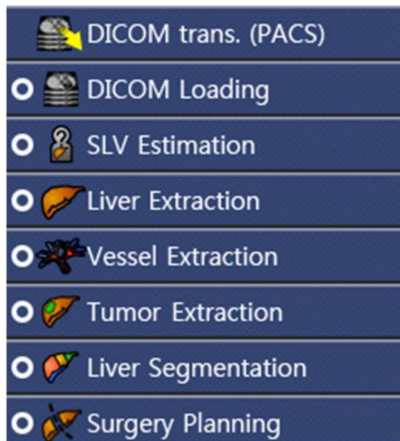 DICOM trans. (PACS)
DICOM Loading
SLV Estimation
Liver Extraction
Vessel Extraction
Tumor Extraction
Liver Segmentation
Surgery Planning